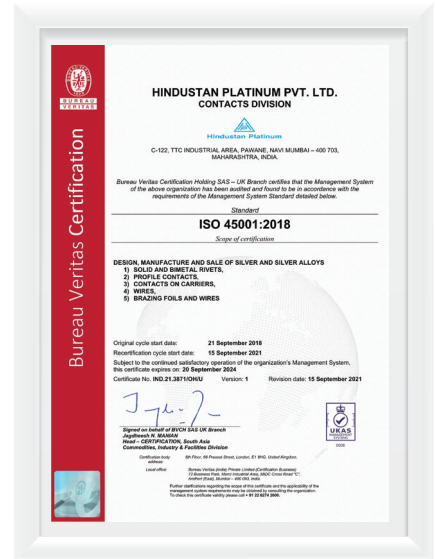 BUREAU
VERITAS
Bureau Veritas Certification
HINDUSTAN PLATINUM PVT. LTD.
CONTACTS DIVISION
Hindustan Platinum
C-122, TTC INDUSTRIAL AREA, PAWANE, NAVI MUMBAI – 400 703,
MAHARASHTRA, INDIA.
Bureau Veritas Certification Holding SAS – UK Branch certifies that the Management System
of the above organization has been audited and found to be in accordance with the
requirements of the Management System Standard detailed below.
Standard
ISO 45001:2018
Scope of certification
DESIGN, MANUFACTURE AND SALE OF SILVER AND SILVER ALLOYS
1) SOLID AND BIMETAL RIVETS,
2) PROFILE CONTACTS,
3) CONTACTS ON CARRIERS,
4) WIRES,
5) BRAZING FOILS AND WIRES
Original cycle start date: 21 September 2018
Recertification cycle start date: 15 September 2021
Subject to the continued satisfactory operation of the organization's Management System,
this certificate expires on: 20 September 2024
Certificate No. IND.21.3871/OH/U Version: 1 Revision date: 15 September 2021
Signed on behalf of BVCH SAS UK Branch
Jagdheesh N. MANIAN
Head – CERTIFICATION, South Asia
Commodities, Industry & Facilities Division
UKAS
MANAGEMENT
SYSTEMS
0008
Certification body
address: 5th Floor, 66 Prescot Street, London, E1 8HG, United Kingdom.
Local office: Bureau Veritas (India) Private Limited (Certification Business)
72 Business Park, Marol Industrial Area, MIDC Cross Road "C",
Andheri (East), Mumbai – 400 093, India.
Further clarifications regarding the scope of this certificate and the applicability of the
management system requirements may be obtained by consulting the organization.
To check this certificate validity please call + 91 22 6274 2000.